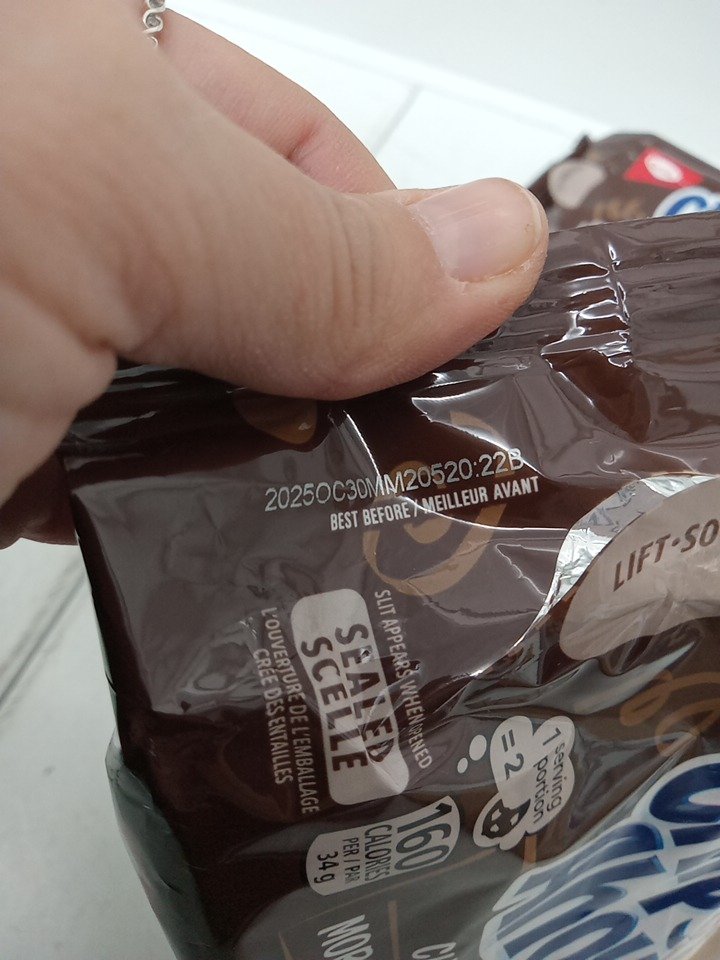 2025OC30MM20520:22B
BEST BEFORE / MEILLEUR AVANT
LIFT·SO
SLIT APPEARS WHEN OPENED
SEALED
SCELLÉ
L'OUVERTURE DE L'EMBALLAGE
CRÉE DES ENTAILLES
1 serving
portion
= 2
160
CALORIES
PER / PAR
34 g